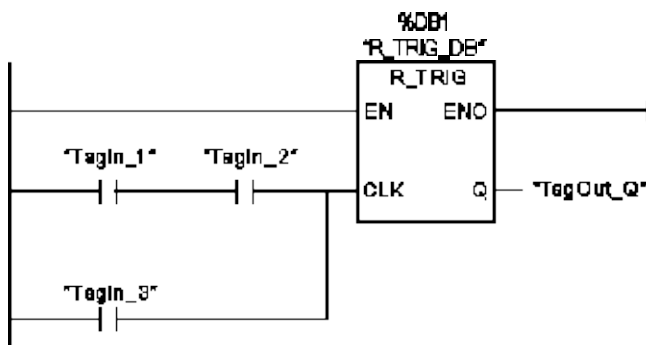 %DB1
"R_TRIG_DB"
R_TRIG
EN ENO
"TagIn_1" "TagIn_2"
CLK Q "TagOut_Q"
"TagIn_3"